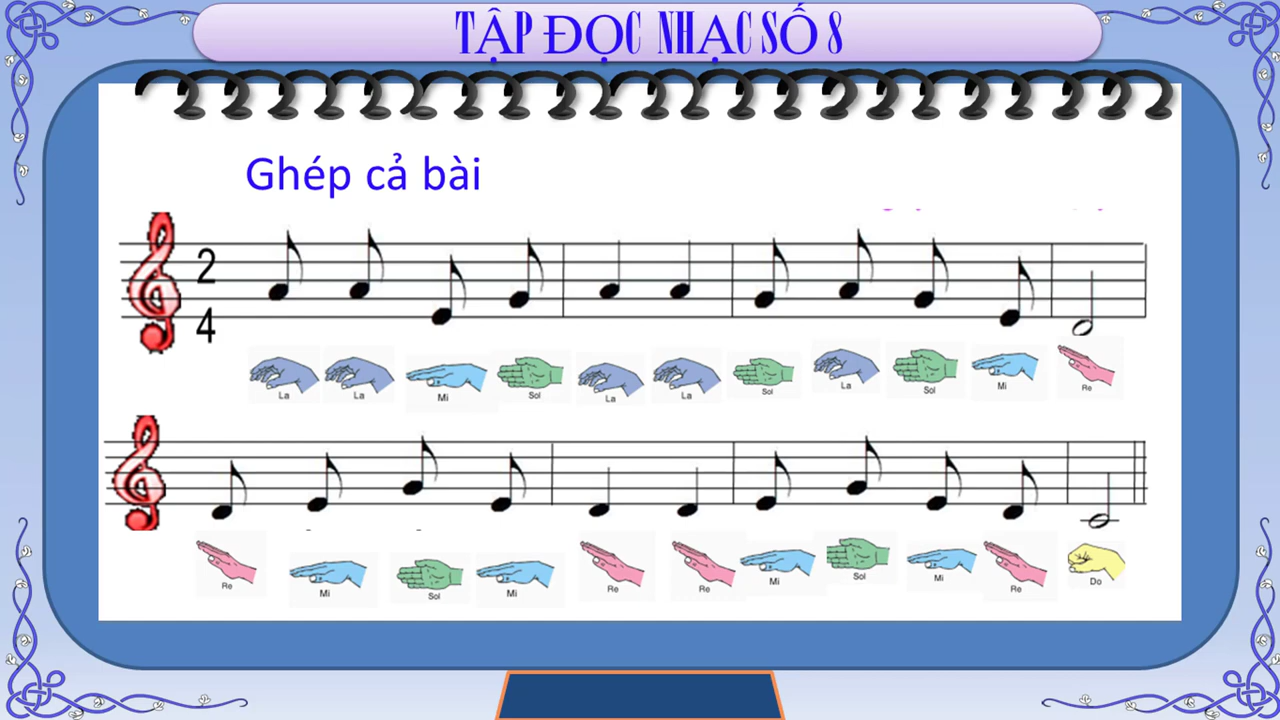 TẬP ĐỌC NHẠC SỐ 8
Ghép cả bài
2
4
La La Mi Sol La La Sol La Sol Mi Re
Re Mi Sol Mi Re Re Mi Sol Mi Re Do